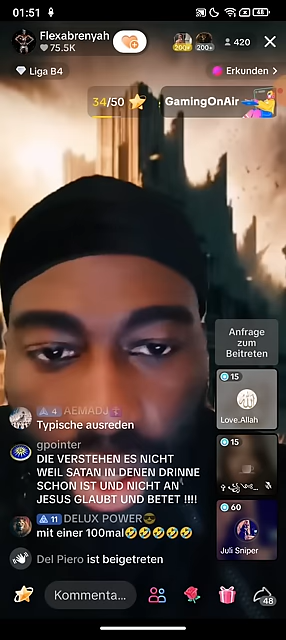 01:51
48
Flexabrenyah
75.5K
200+
200+
420
Liga B4
Erkunden >
34/50
GamingOnAir
Anfrage
zum
Beitreten
15
Love.Allah
4 AEMADJ
Typische ausreden
gpointer
DIE VERSTEHEN ES NICHT
WEIL SATAN IN DENEN DRINNE
SCHON IST UND NICHT AN
JESUS GLAUBT UND BETET !!!!
15
11 DELUX POWER😎
mit einer 100mal🤣🤣🤣🤣🤣
60
Juli Sniper
Del Piero ist beigetreten
Kommenta...
48